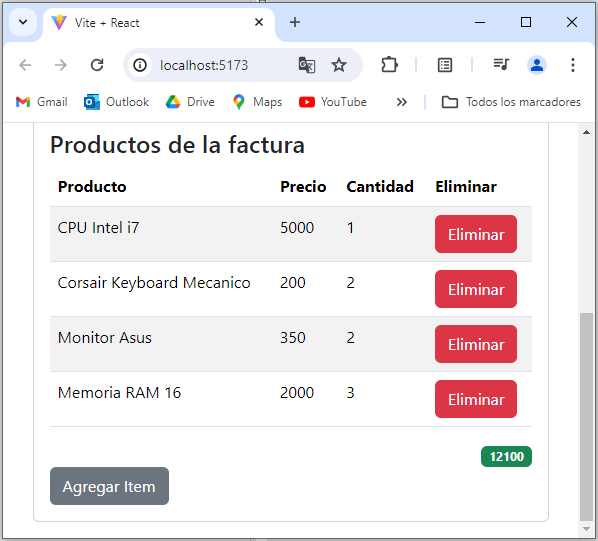 Vite + React
localhost:5173
Gmail Outlook Drive Maps YouTube Todos los marcadores
Productos de la factura
Producto Precio Cantidad Eliminar
CPU Intel i7 5000 1 Eliminar
Corsair Keyboard Mecanico 200 2 Eliminar
Monitor Asus 350 2 Eliminar
Memoria RAM 16 2000 3 Eliminar
12100
Agregar Item